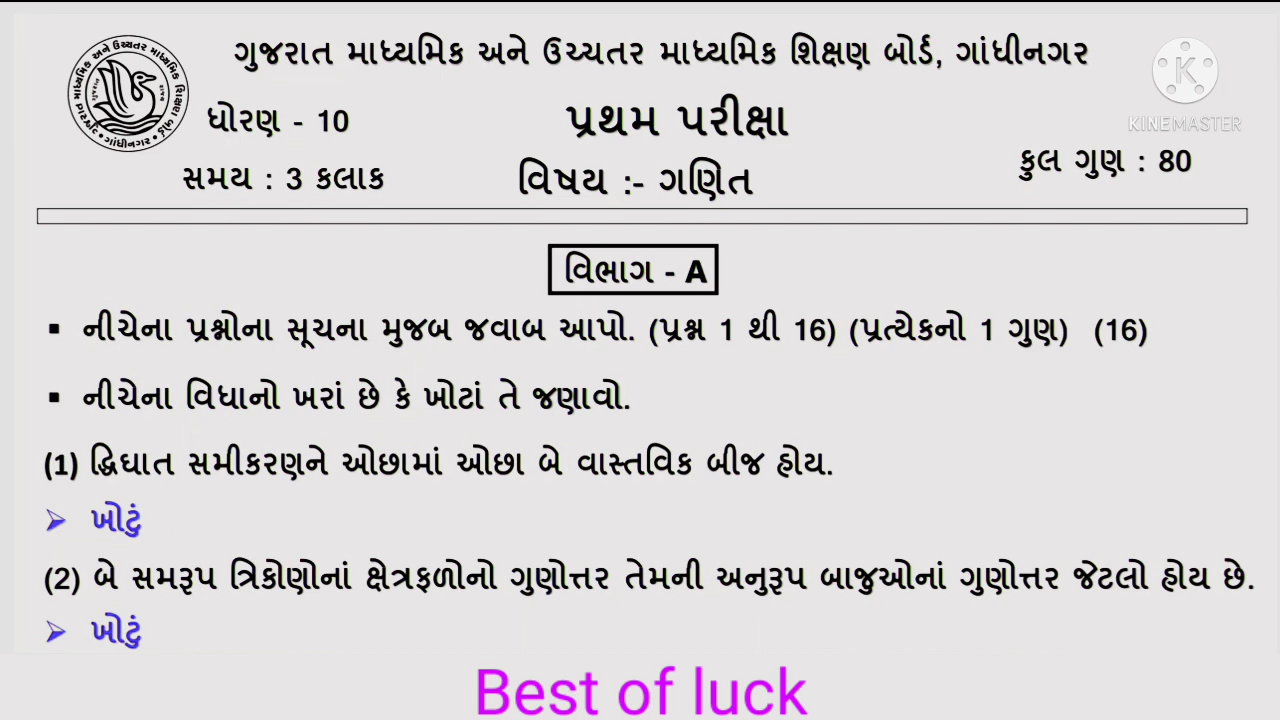 ગુજરાત માધ્યમિક અને ઉચ્ચતર માધ્યમિક શિક્ષણ બોર્ડ, ગાંધીનગર
ધોરણ - 10
પ્રથમ પરીક્ષા
KINEMASTER
સમય : 3 કલાક
વિષય :- ગણિત
કુલ ગુણ : 80
વિભાગ - A
▪ નીચેના પ્રશ્નોના સૂચના મુજબ જવાબ આપો. (પ્રશ્ન 1 થી 16) (પ્રત્યેકનો 1 ગુણ) (16)
▪ નીચેના વિધાનો ખરાં છે કે ખોટાં તે જણાવો.
(1) દ્વિઘાત સમીકરણને ઓછામાં ઓછા બે વાસ્તવિક બીજ હોય.
➢ ખોટું
(2) બે સમરૂપ ત્રિકોણોનાં ક્ષેત્રફળોનો ગુણોત્તર તેમની અનુરૂપ બાજુઓનાં ગુણોત્તર જેટલો હોય છે.
➢ ખોટું
Best of luck